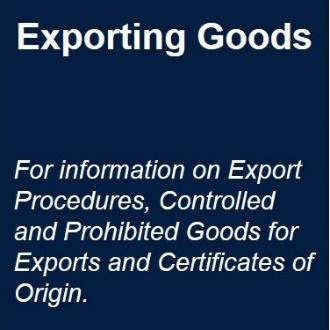 Exporting Goods
For information on Export
Procedures, Controlled
and Prohibited Goods for
Exports and Certificates of
Origin.